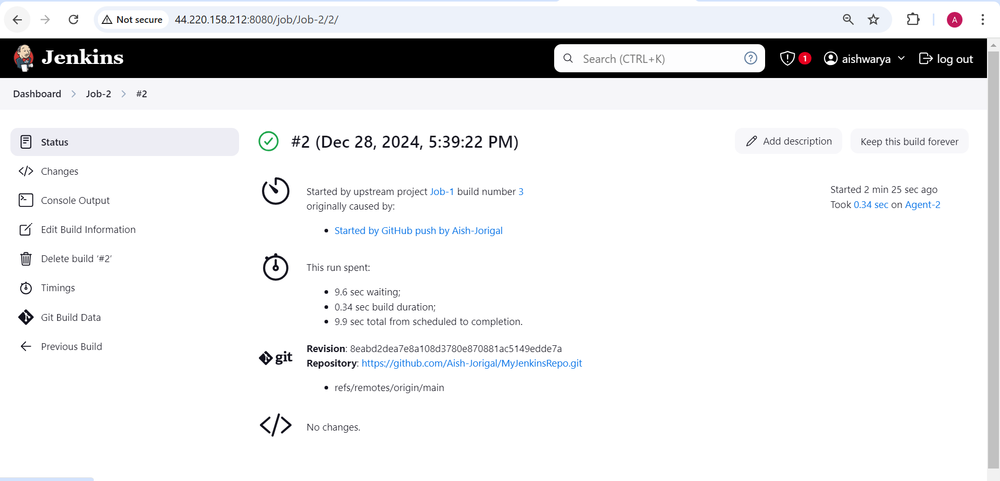 Not secure 44.220.158.212:8080/job/Job-2/2/
A
Jenkins
Search (CTRL+K)
?
1
aishwarya
log out
Dashboard
Job-2
#2
Status
Changes
Console Output
Edit Build Information
Delete build ‘#2’
Timings
Git Build Data
Previous Build
#2 (Dec 28, 2024, 5:39:22 PM)
Add description
Keep this build forever
Started by upstream project Job-1 build number 3
originally caused by:
Started by GitHub push by Aish-Jorigal
Started 2 min 25 sec ago
Took 0.34 sec on Agent-2
This run spent:
9.6 sec waiting;
0.34 sec build duration;
9.9 sec total from scheduled to completion.
git
Revision: 8eabd2dea7e8a108d3780e870881ac5149edde7a
Repository: https://github.com/Aish-Jorigal/MyJenkinsRepo.git
refs/remotes/origin/main
No changes.